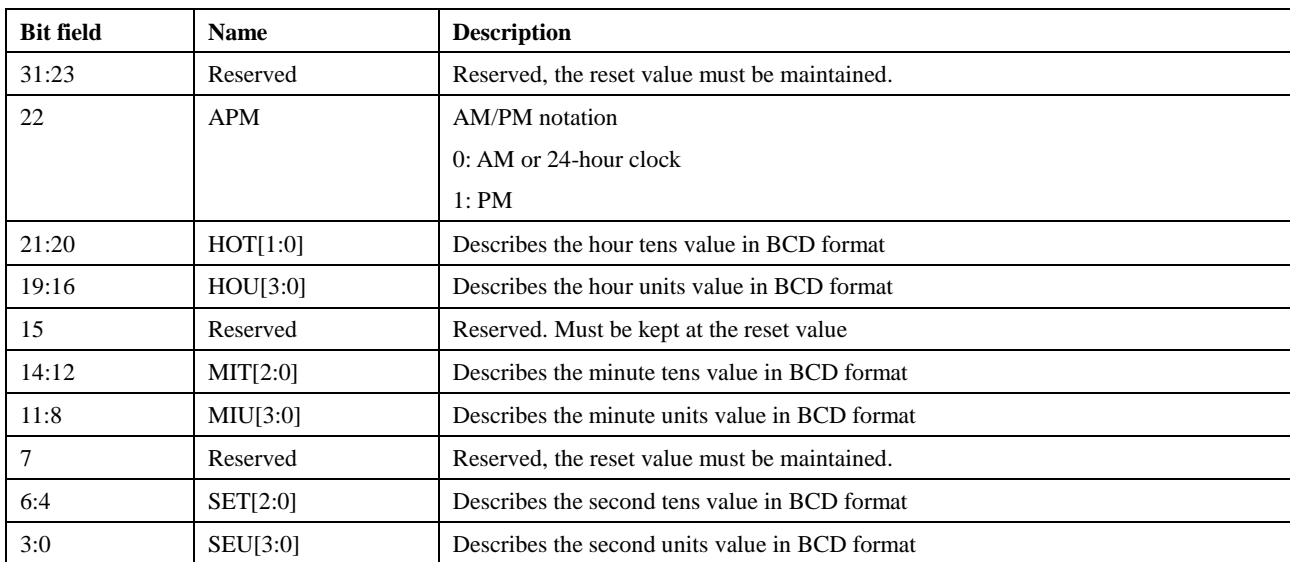 Bit field Name Description
31:23 Reserved Reserved, the reset value must be maintained.
22 APM AM/PM notation
0: AM or 24-hour clock
1: PM
21:20 HOT[1:0] Describes the hour tens value in BCD format
19:16 HOU[3:0] Describes the hour units value in BCD format
15 Reserved Reserved. Must be kept at the reset value
14:12 MIT[2:0] Describes the minute tens value in BCD format
11:8 MIU[3:0] Describes the minute units value in BCD format
7 Reserved Reserved, the reset value must be maintained.
6:4 SET[2:0] Describes the second tens value in BCD format
3:0 SEU[3:0] Describes the second units value in BCD format